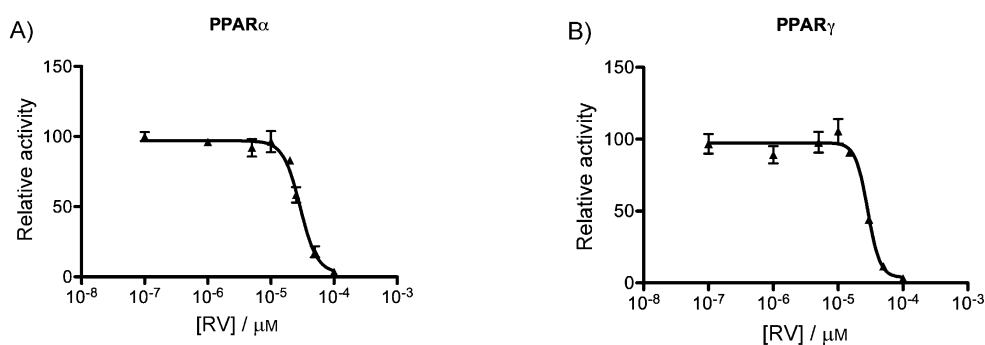 A)
PPARα
Relative activity
150
100
50
0
10-8
10-7
10-6
10-5
10-4
10-3
[RV] / μM
B)
PPARγ
Relative activity
150
100
50
0
10-8
10-7
10-6
10-5
10-4
10-3
[RV] / μM